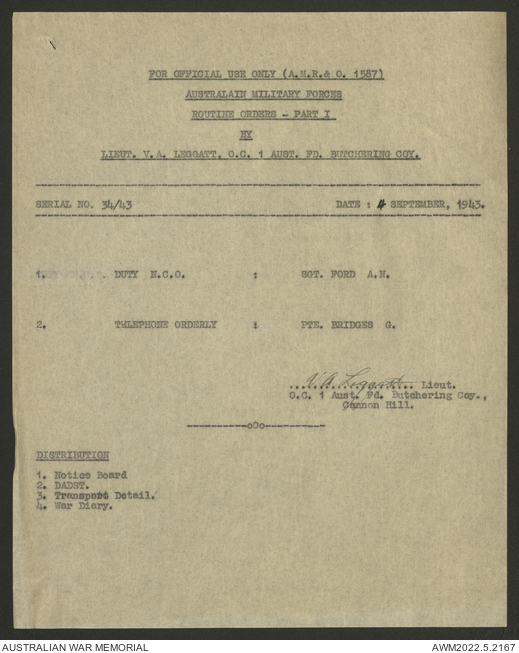 FOR OFFICIAL USE ONLY (A.M.R.& O. 1587)
AUSTRALAIN MILITARY FORCES
ROUTINE ORDERS - PART I
BY
LIEUT. V.A. LEGGATT, O.C. 1 AUST. FD. BUTCHERING COY.
SERIAL NO. 34/43 DATE : 4 SEPTEMBER, 1943.
1. DUTY N.C.O. : SGT. FORD A.H.
2. TWLEPHONE ORDERLY : PTE. BRIDGES G.
V A Leggatt Lieut.
O.C. 1 Aust. Fd. Butchering Coy.,
Cannon Hill.
-----------oOo-----------
DISTRIBUTION
1. Notice Board
2. DADST.
3. Transport Detail.
4. War Diary.
AUSTRALIAN WAR MEMORIAL AWM2022.5.2167